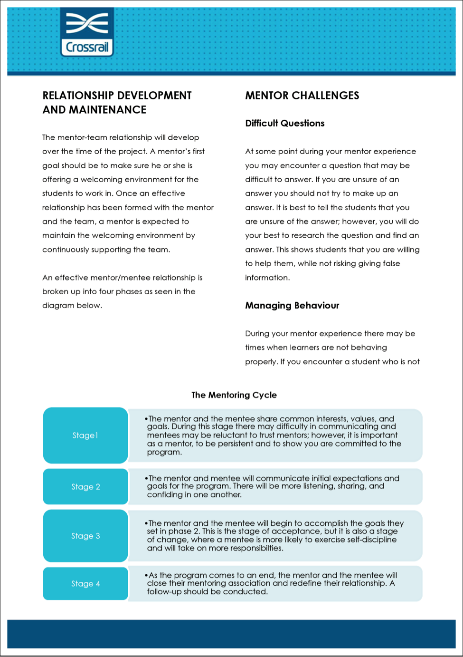 Crossrail
RELATIONSHIP DEVELOPMENT
AND MAINTENANCE
The mentor-team relationship will develop
over the time of the project. A mentor's first
goal should be to make sure he or she is
offering a welcoming environment for the
students to work in. Once an effective
relationship has been formed with the mentor
and the team, a mentor is expected to
maintain the welcoming environment by
continuously supporting the team.
An effective mentor/mentee relationship is
broken up into four phases as seen in the
diagram below.
MENTOR CHALLENGES
Difficult Questions
At some point during your mentor experience
you may encounter a question that may be
difficult to answer. If you are unsure of an
answer you should not try to make up an
answer. It is best to tell the students that you
are unsure of the answer; however, you will do
your best to research the question and find an
answer. This shows students that you are willing
to help them, while not risking giving false
information.
Managing Behaviour
During your mentor experience there may be
times when learners are not behaving
properly. If you encounter a student who is not
The Mentoring Cycle
Stage1
•The mentor and the mentee share common interests, values, and
goals. During this stage there may difficulty in communicating and
mentees may be reluctant to trust mentors; however, it is important
as a mentor, to be persistent and to show you are committed to the
program.
Stage 2
•The mentor and mentee will communicate initial expectations and
goals for the program. There will be more listening, sharing, and
confiding in one another.
Stage 3
•The mentor and the mentee will begin to accomplish the goals they
set in phase 2. This is the stage of acceptance, but it is also a stage
of change, where a mentee is more likely to exercise self-discipline
and will take on more responsibilties.
Stage 4
•As the program comes to an end, the mentor and the mentee will
close their mentoring association and redefine their relationship. A
follow-up should be conducted.